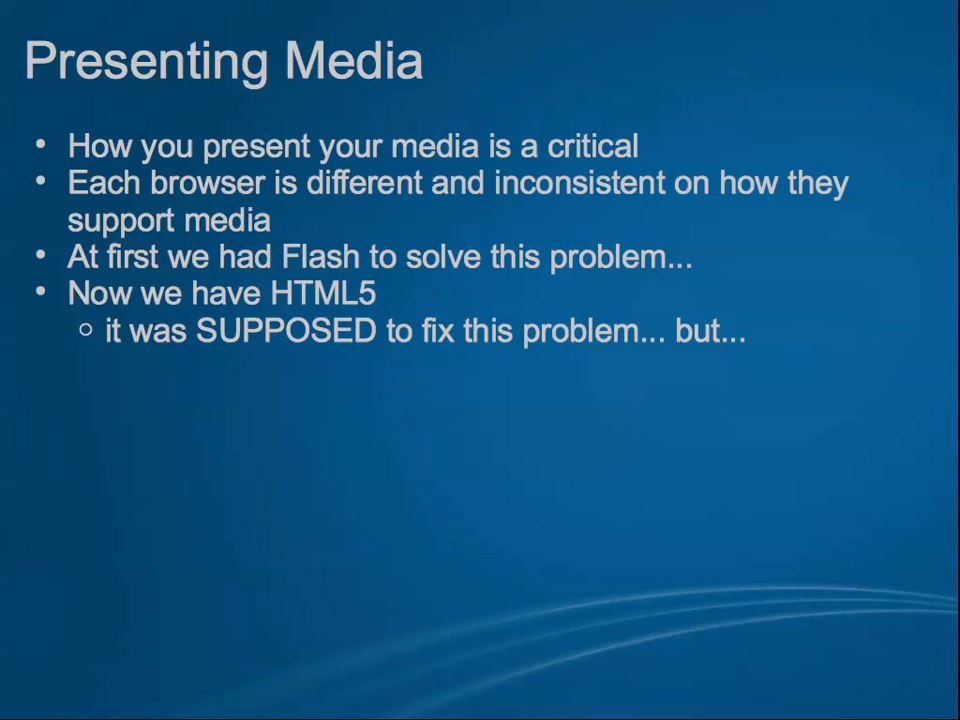 Presenting Media
• How you present your media is a critical
• Each browser is different and inconsistent on how they
support media
• At first we had Flash to solve this problem...
• Now we have HTML5
○ it was SUPPOSED to fix this problem... but...